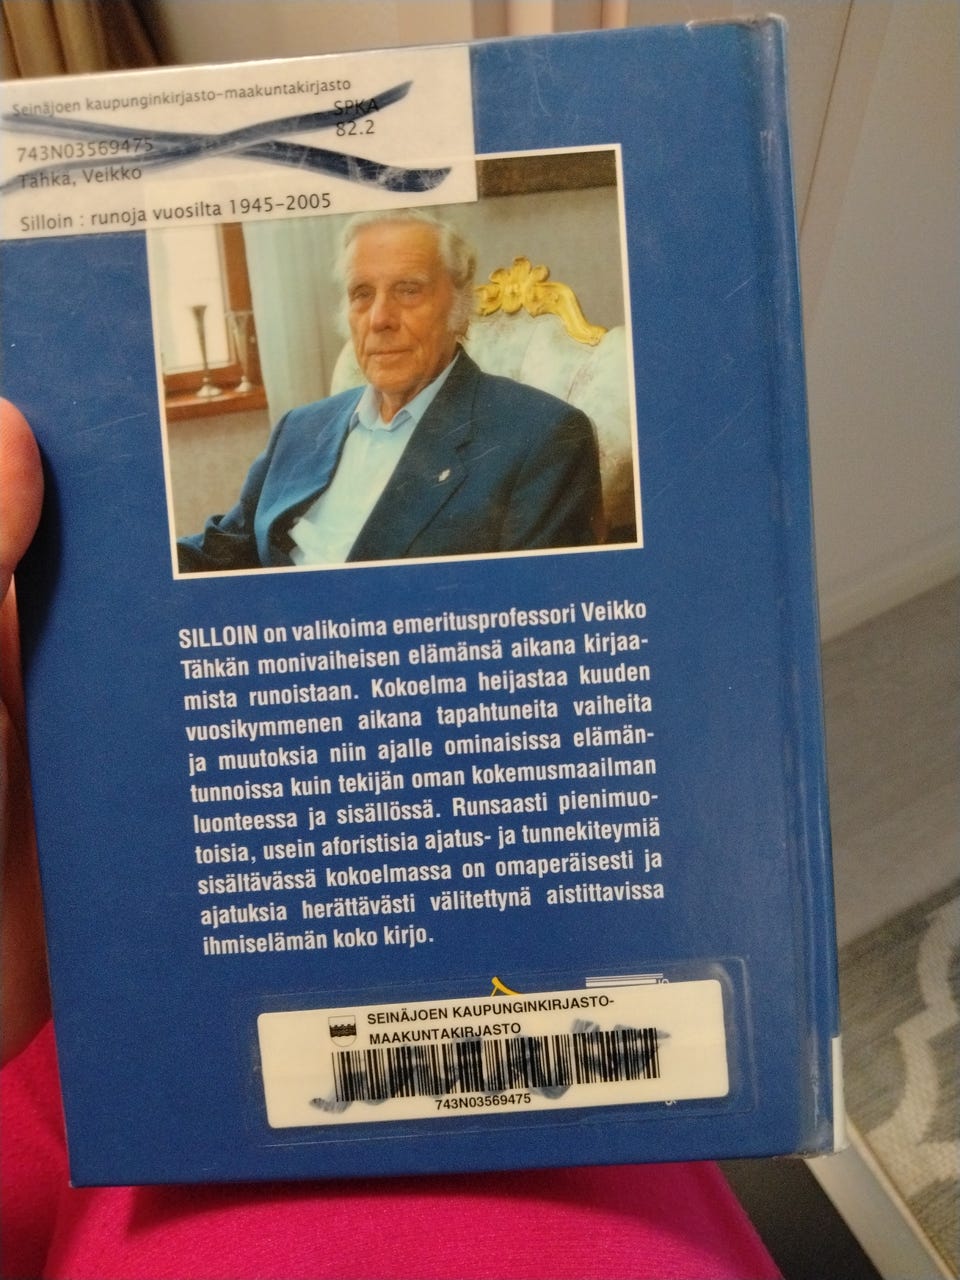 Seinäjoen kaupunginkirjasto-maakuntakirjasto
SPKA
82.2
743N03569475
Tähkä, Veikko
Silloin : runoja vuosilta 1945-2005
SILLOIN on valikoima emeritusprofessori Veikko
Tähkän monivaiheisen elämänsä aikana kirjaa-
mista runoistaan. Kokoelma heijastaa kuuden
vuosikymmenen aikana tapahtuneita vaiheita
ja muutoksia niin ajalle ominaisissa elämän-
tunnoissa kuin tekijän oman kokemusmaailman
luonteessa ja sisällössä. Runsaasti pienimuo-
toisia, usein aforistisia ajatus- ja tunnekiteymiä
sisältävässä kokoelmassa on omaperäisesti ja
ajatuksia herättävästi välitettynä aistittavissa
ihmiselämän koko kirjo.
SEINÄJOEN KAUPUNGINKIRJASTO-
MAAKUNTAKIRJASTO
743N03569475